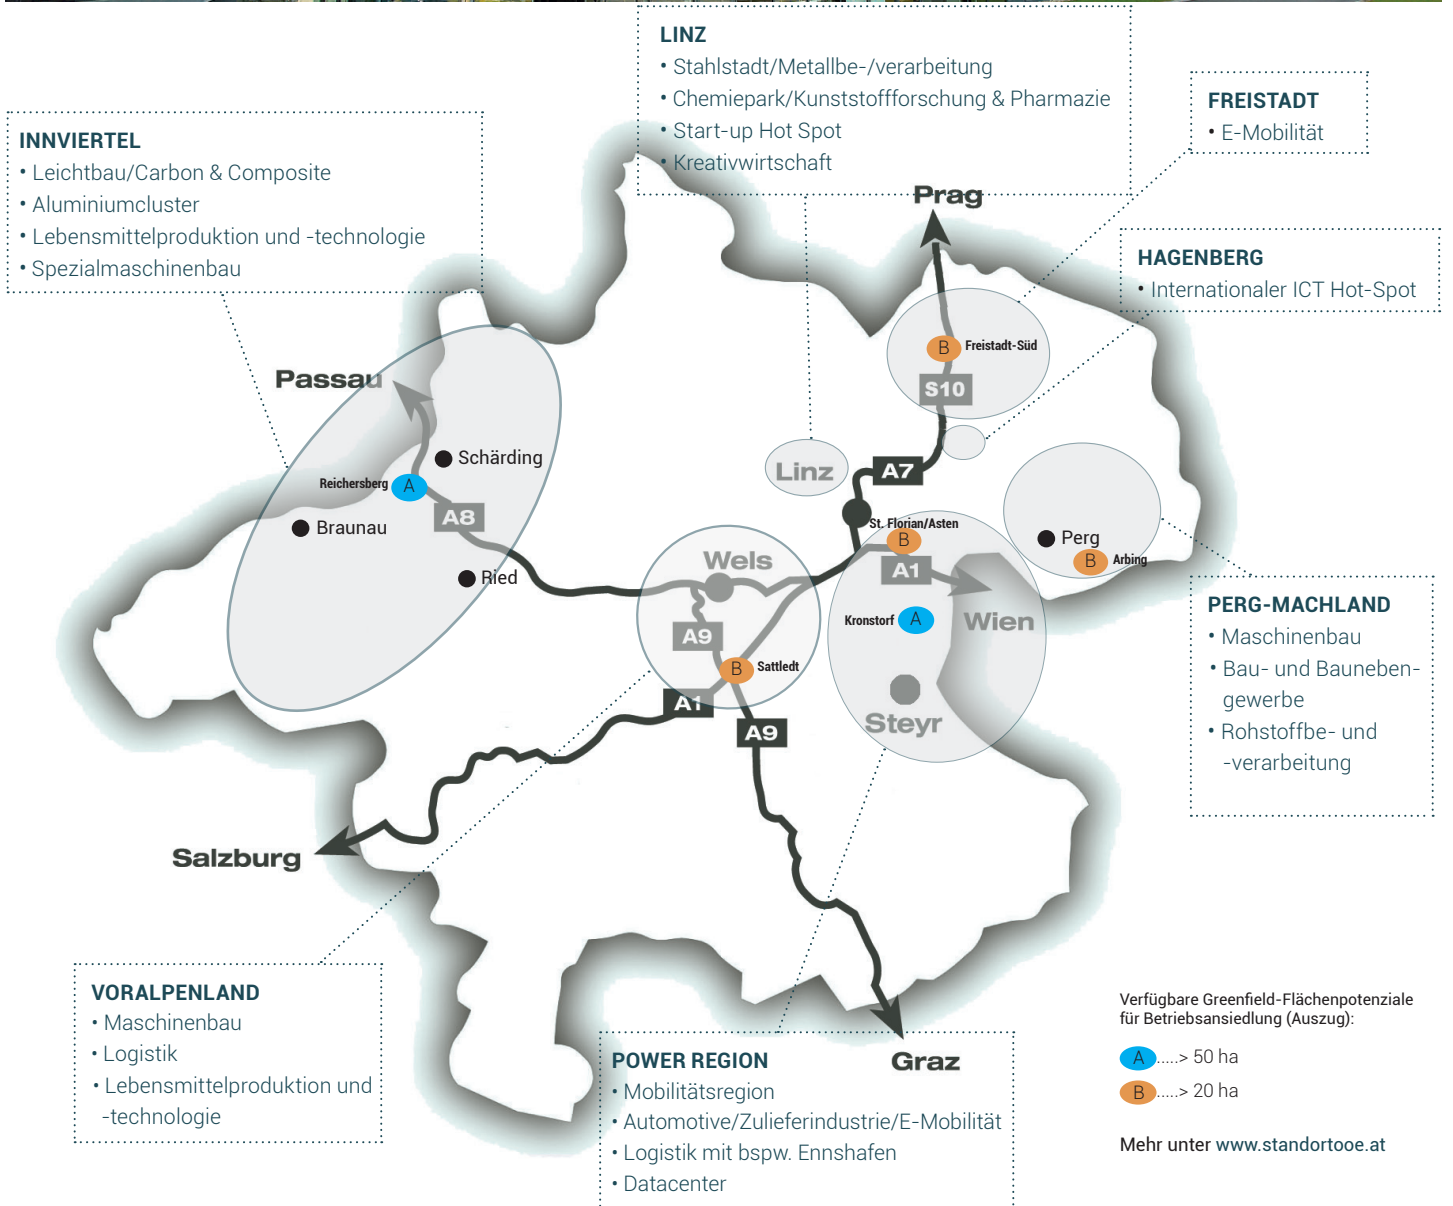 LINZ
• Stahlstadt/Metallbe-/verarbeitung
• Chemiepark/Kunststoffforschung & Pharmazie
• Start-up Hot Spot
• Kreativwirtschaft
FREISTADT
• E-Mobilität
INNVIERTEL
• Leichtbau/Carbon & Composite
• Aluminiumcluster
• Lebensmittelproduktion und -technologie
• Spezialmaschinenbau
HAGENBERG
• Internationaler ICT Hot-Spot
Prag
B Freistadt-Süd
S10
Passau
Schärding
Reichersberg A
A8
Braunau
Ried
Linz
A7
St. Florian/Asten
B
A1
Wien
Perg
B Arbing
Wels
A9
B Sattledt
Kronstorf A
Steyr
A1
A9
Salzburg
Graz
PERG-MACHLAND
• Maschinenbau
• Bau- und Bauneben-
gewerbe
• Rohstoffbe- und
-verarbeitung
VORALPENLAND
• Maschinenbau
• Logistik
• Lebensmittelproduktion und
-technologie
POWER REGION
• Mobilitätsregion
• Automotive/Zulieferindustrie/E-Mobilität
• Logistik mit bspw. Ennshafen
• Datacenter
Verfügbare Greenfield-Flächenpotenziale
für Betriebsansiedlung (Auszug):
A.....> 50 ha
B.....> 20 ha
Mehr unter www.standortooe.at